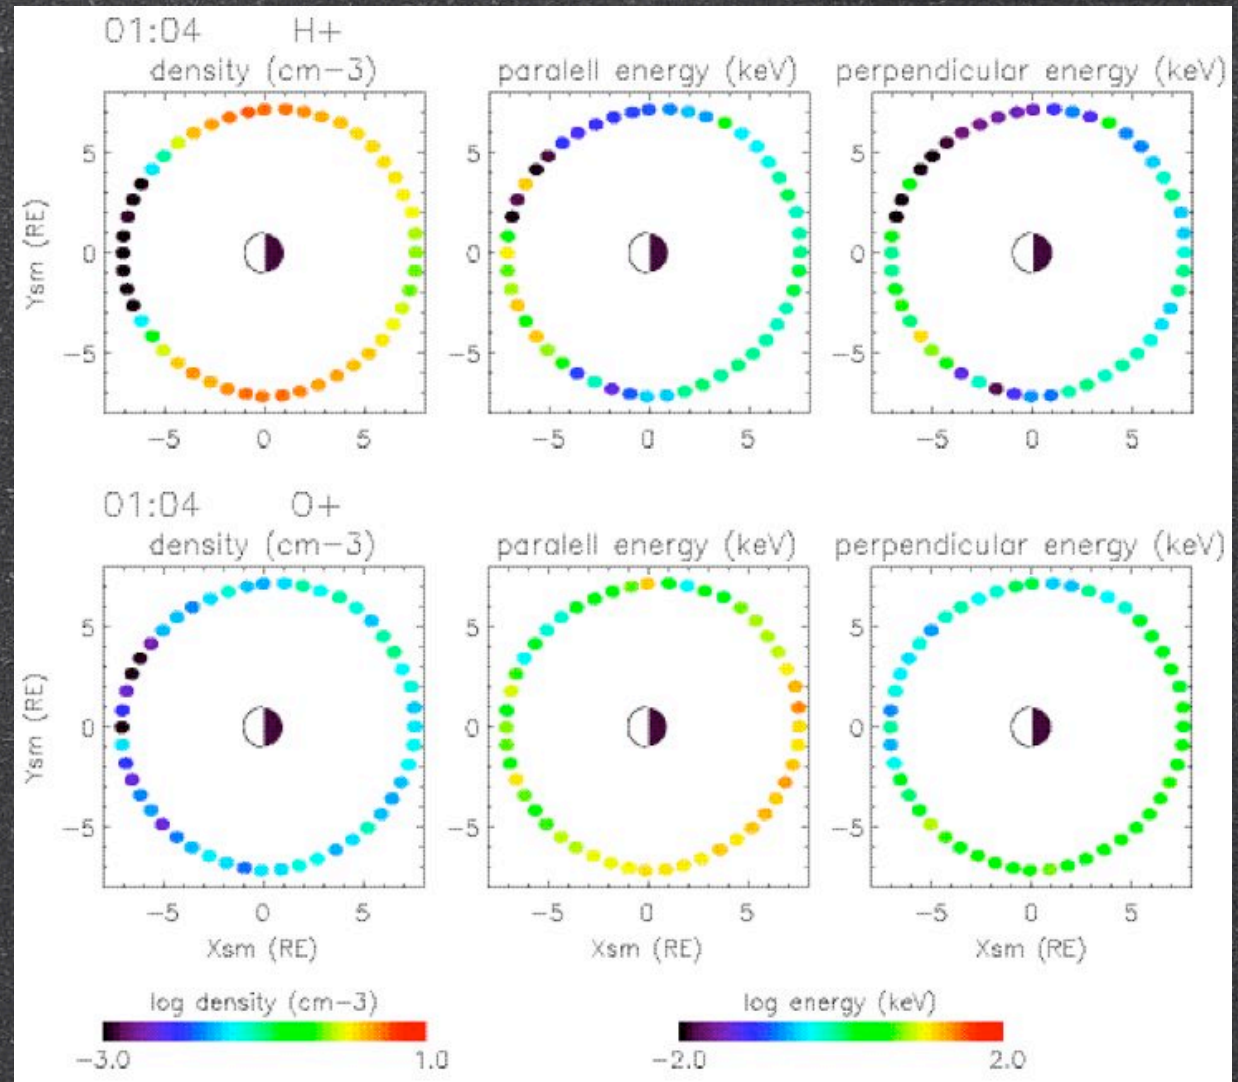 01:04 H+
density (cm-3) paralell energy (keV) perpendicular energy (keV)
Ysm (RE)
5
0
-5
-5 0 5
5
0
-5
-5 0 5
5
0
-5
-5 0 5
01:04 O+
density (cm-3) paralell energy (keV) perpendicular energy (keV)
Ysm (RE)
5
0
-5
-5 0 5
5
0
-5
-5 0 5
5
0
-5
-5 0 5
Xsm (RE) Xsm (RE) Xsm (RE)
log density (cm-3) log energy (keV)
-3.0 1.0 -2.0 2.0